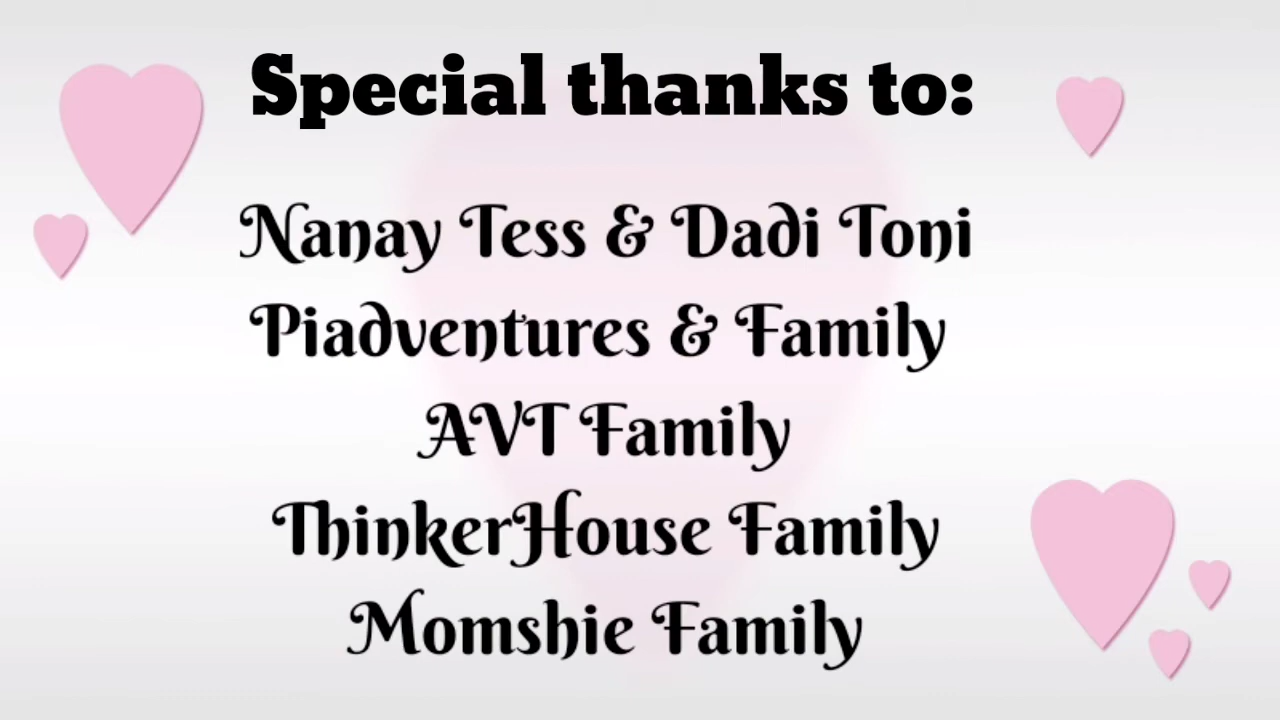 Special thanks to:
Nanay Tess & Dadi Toni
Piadventures & Family
AVT Family
ThinkerHouse Family
Momshie Family